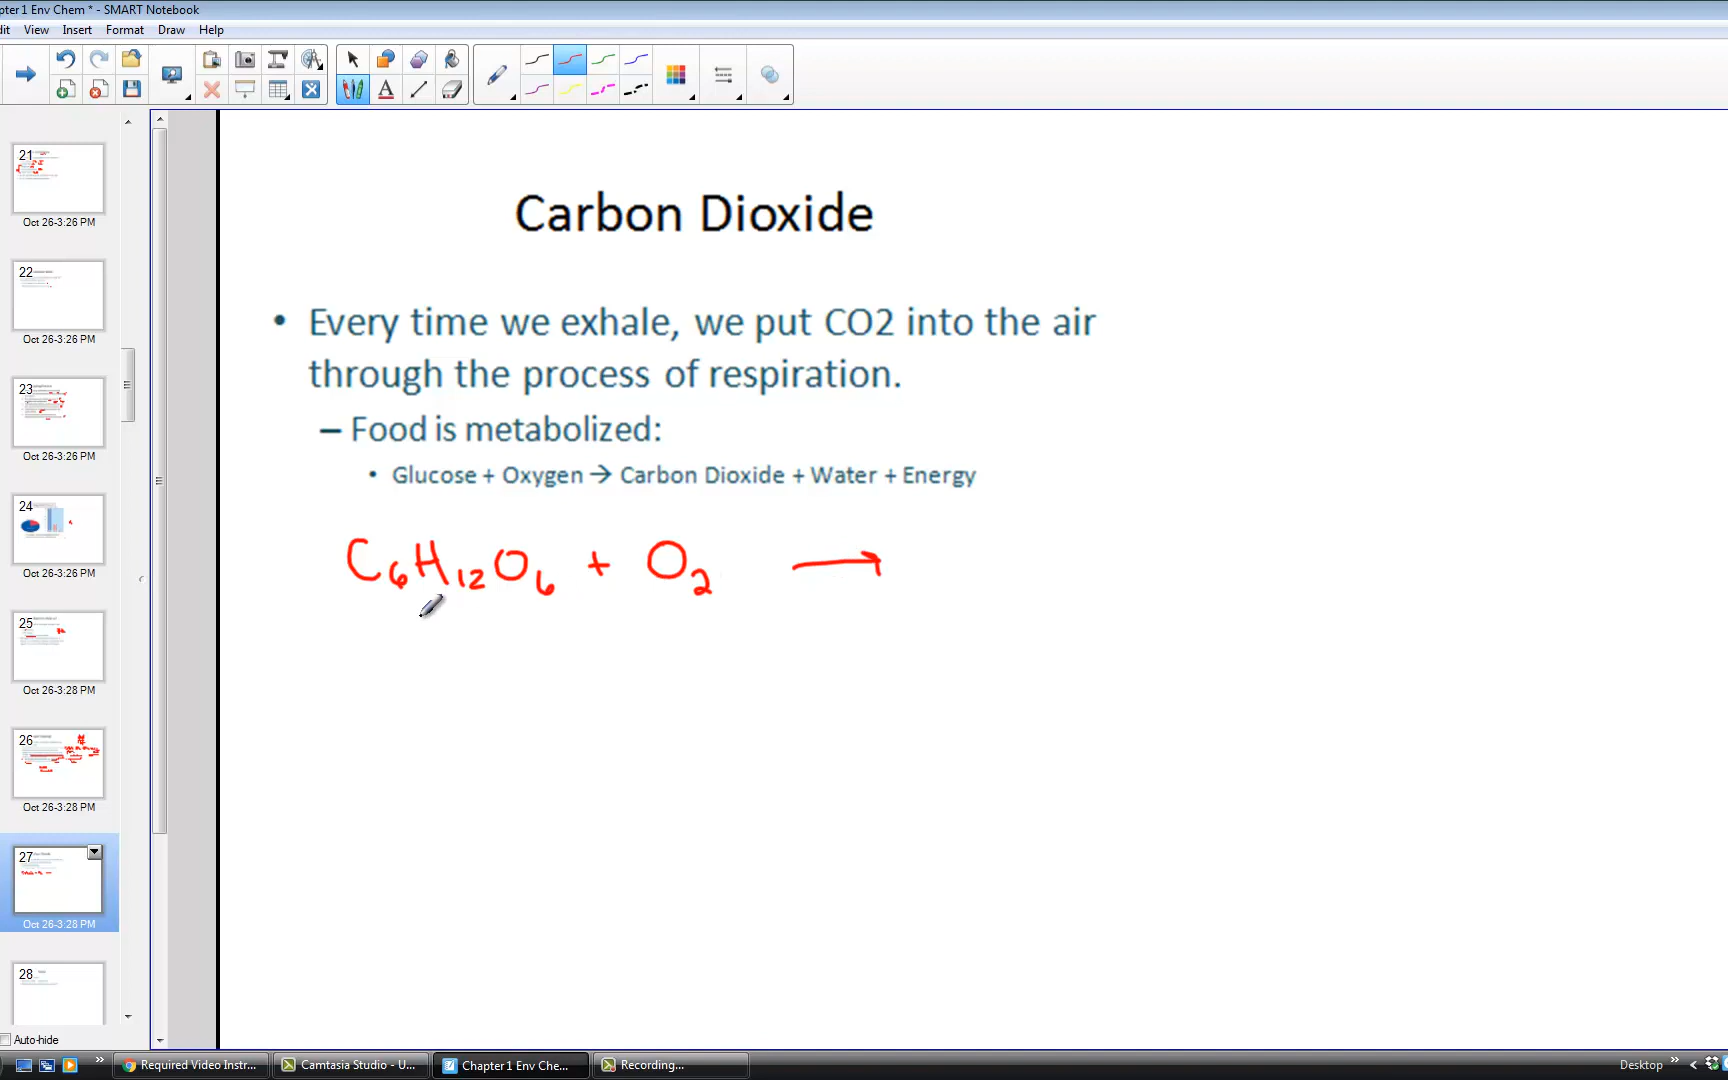 pter 1 Env Chem * - SMART Notebook
dit View Insert Format Draw Help
21
Oct 26-3:26 PM
22
Oct 26-3:26 PM
23
Oct 26-3:26 PM
24
Oct 26-3:26 PM
25
Oct 26-3:28 PM
26
Oct 26-3:28 PM
27
Oct 26-3:28 PM
28
Auto-hide
Carbon Dioxide
• Every time we exhale, we put CO2 into the air
through the process of respiration.
– Food is metabolized:
• Glucose + Oxygen → Carbon Dioxide + Water + Energy
C₆H₁₂O₆ + O₂ →
Required Video Instr... Camtasia Studio - U... Chapter 1 Env Che... Recording... Desktop